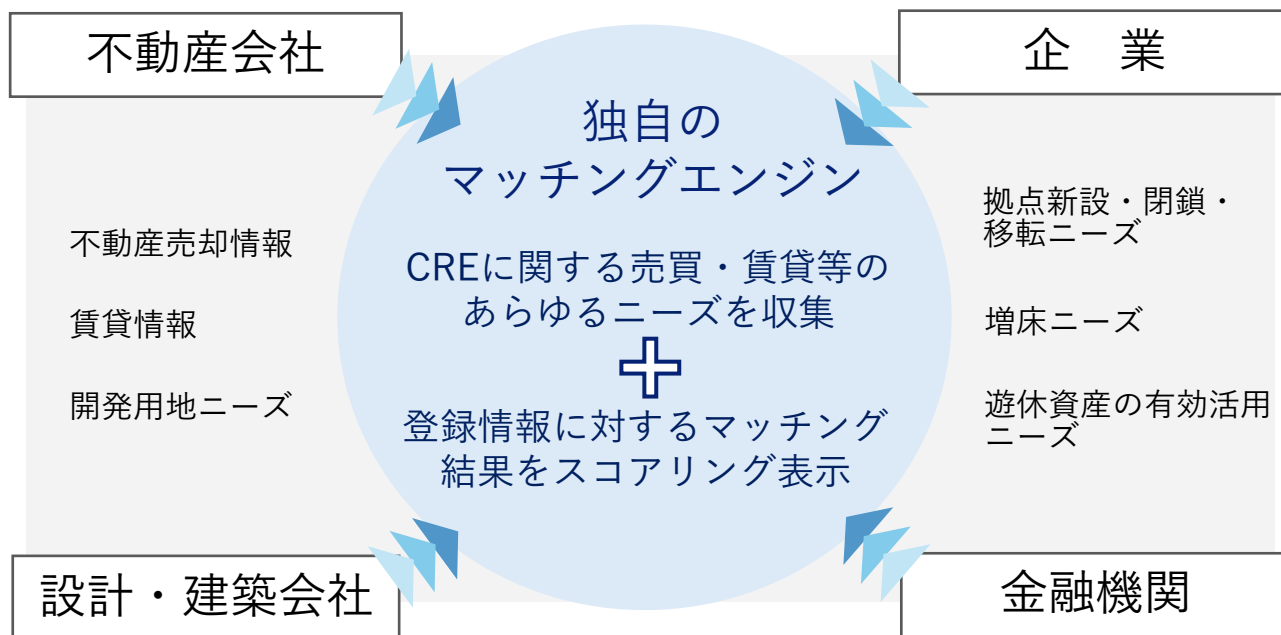 不動産会社
企　業
独自の
マッチングエンジン
不動産売却情報
賃貸情報
開発用地ニーズ
CREに関する売買・賃貸等の
あらゆるニーズを収集
登録情報に対するマッチング
結果をスコアリング表示
拠点新設・閉鎖・
移転ニーズ
増床ニーズ
遊休資産の有効活用
ニーズ
設計・建築会社
金融機関